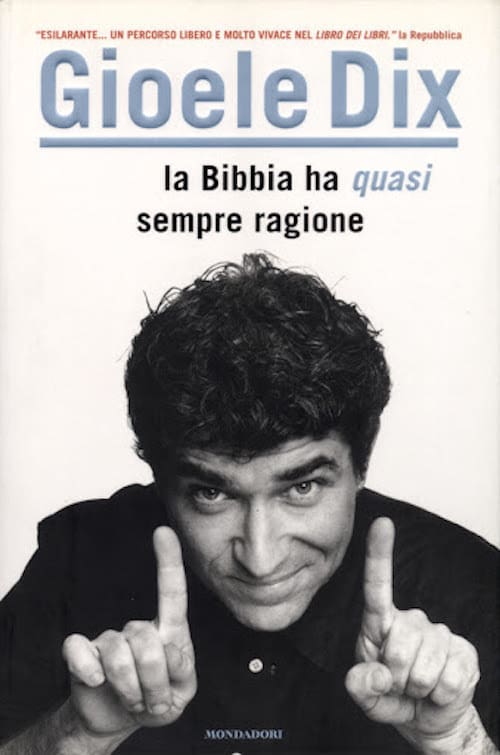 "ESILARANTE... UN PERCORSO LIBERO E MOLTO VIVACE NEL LIBRO DEI LIBRI." la Repubblica
Gioele Dix
la Bibbia ha quasi
sempre ragione
MONDADORI